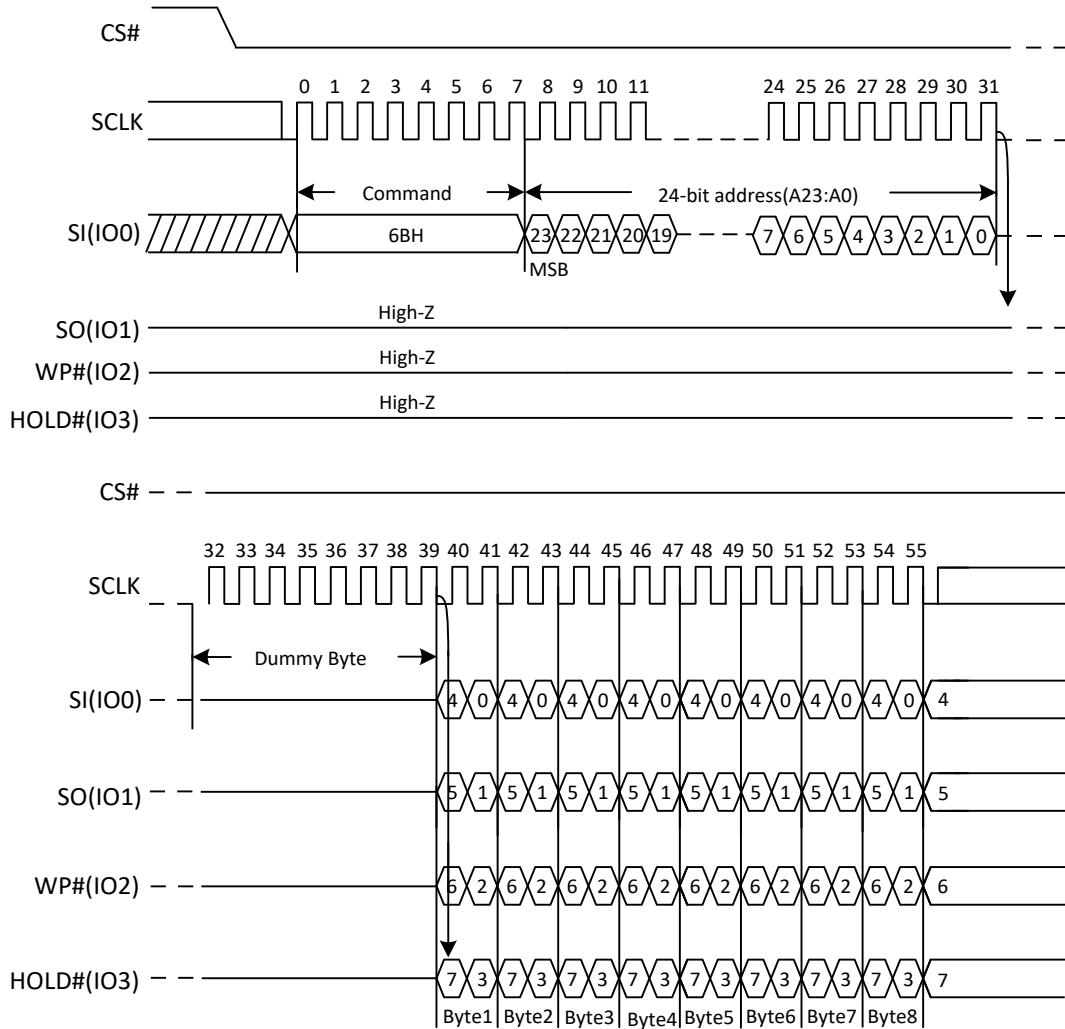 CS#
0 1 2 3 4 5 6 7 8 9 10 11 24 25 26 27 28 29 30 31
SCLK
Command 24-bit address(A23:A0)
SI(IO0) 6BH 23 22 21 20 19 7 6 5 4 3 2 1 0
MSB
High-Z
SO(IO1)
High-Z
WP#(IO2)
High-Z
HOLD#(IO3)
CS#
32 33 34 35 36 37 38 39 40 41 42 43 44 45 46 47 48 49 50 51 52 53 54 55
SCLK
Dummy Byte
SI(IO0) 4 0 4 0 4 0 4 0 4 0 4 0 4 0 4 0 4
SO(IO1) 5 1 5 1 5 1 5 1 5 1 5 1 5 1 5 1 5
WP#(IO2) 6 2 6 2 6 2 6 2 6 2 6 2 6 2 6 2 6
HOLD#(IO3) 7 3 7 3 7 3 7 3 7 3 7 3 7 3 7 3 7
Byte1 Byte2 Byte3 Byte4 Byte5 Byte6 Byte7 Byte8